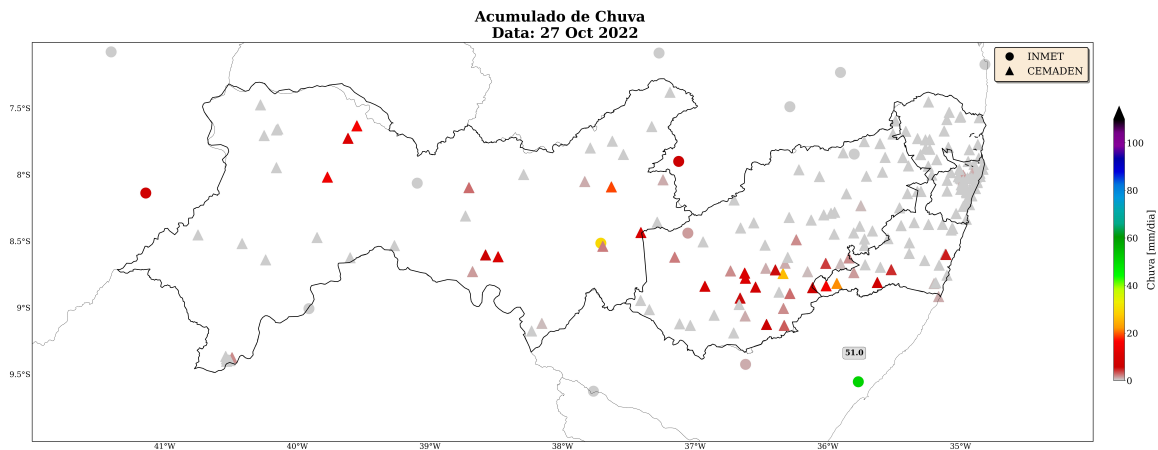 Acumulado de Chuva
Data: 27 Oct 2022
INMET
CEMADEN
7.5°S
8°S
8.5°S
9°S
9.5°S
51.0
41°W
40°W
39°W
38°W
37°W
36°W
35°W
100
80
60
40
20
0
Chuva [mm/dia]